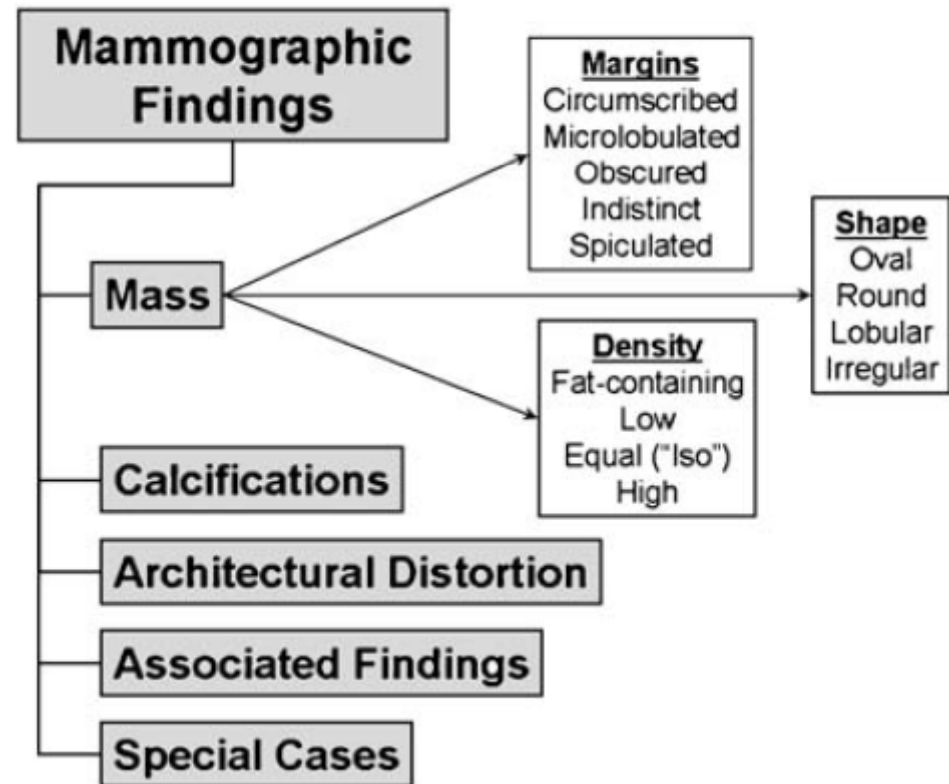 Mammographic
Findings
Margins
Circumscribed
Microlobulated
Obscured
Indistinct
Spiculated
Shape
Oval
Round
Lobular
Irregular
Mass
Density
Fat-containing
Low
Equal ("Iso")
High
Calcifications
Architectural Distortion
Associated Findings
Special Cases